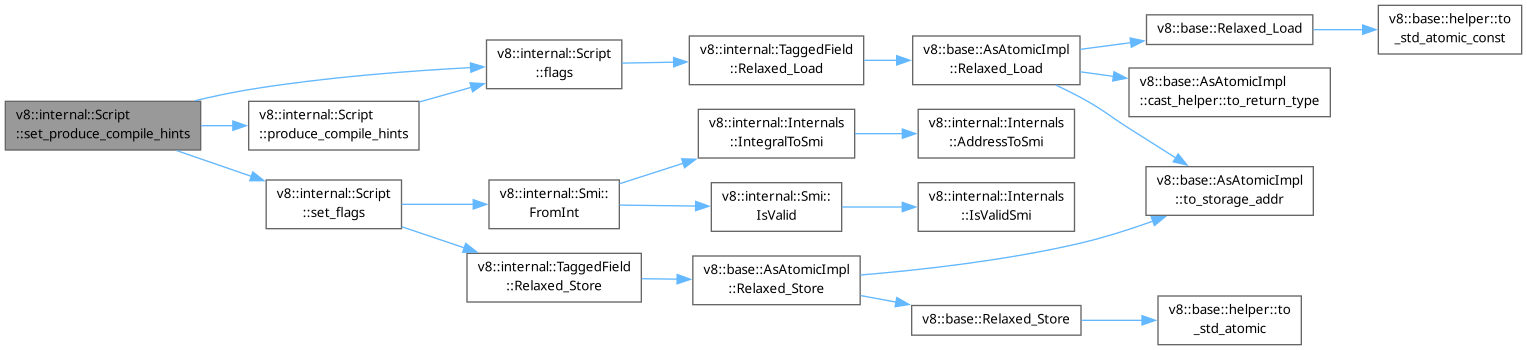 v8::internal::Script
::set_produce_compile_hints
v8::internal::Script
::flags
v8::internal::Script
::produce_compile_hints
v8::internal::Script
::set_flags
v8::internal::TaggedField
::Relaxed_Load
v8::base::AsAtomicImpl
::Relaxed_Load
v8::base::Relaxed_Load
v8::base::helper::to
_std_atomic_const
v8::base::AsAtomicImpl
::cast_helper::to_return_type
v8::base::AsAtomicImpl
::to_storage_addr
v8::internal::Smi::
FromInt
v8::internal::Internals
::IntegralToSmi
v8::internal::Internals
::AddressToSmi
v8::internal::Smi::
IsValid
v8::internal::Internals
::IsValidSmi
v8::internal::TaggedField
::Relaxed_Store
v8::base::AsAtomicImpl
::Relaxed_Store
v8::base::Relaxed_Store
v8::base::helper::to
_std_atomic